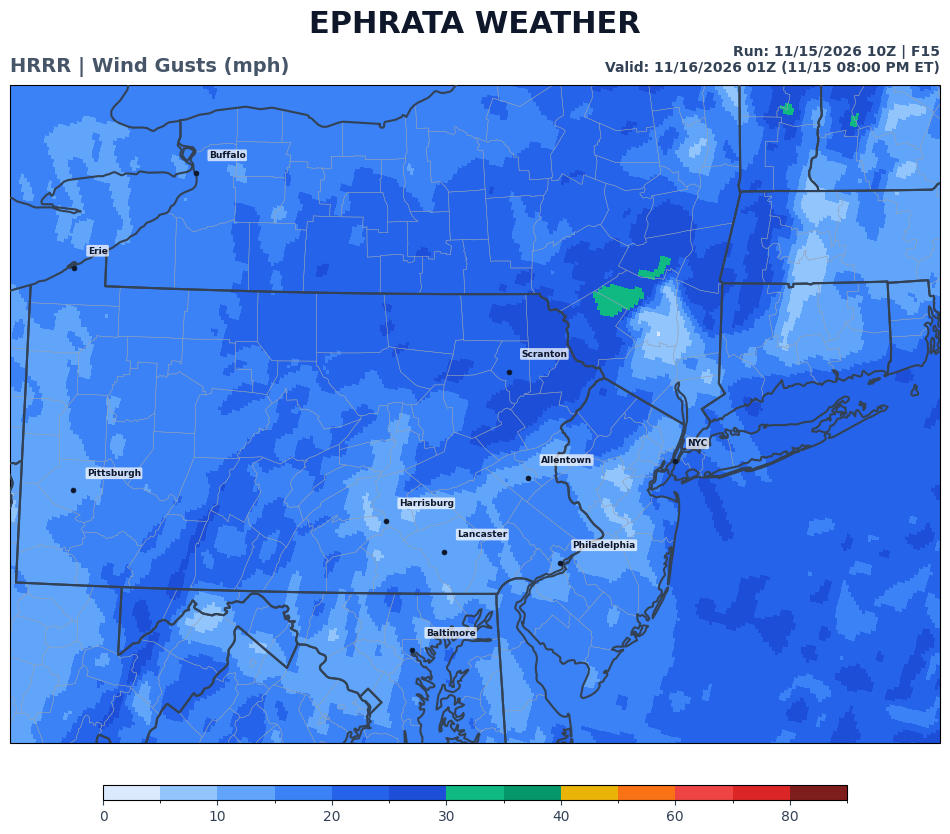 EPHRATA WEATHER
HRRR | Wind Gusts (mph)
Run: 11/15/2026 10Z | F15
Valid: 11/16/2026 01Z (11/15 08:00 PM ET)
Buffalo
Erie
Scranton
NYC
Allentown
Pittsburgh
Harrisburg
Lancaster
Philadelphia
Baltimore
0 10 20 30 40 50 60 70 80